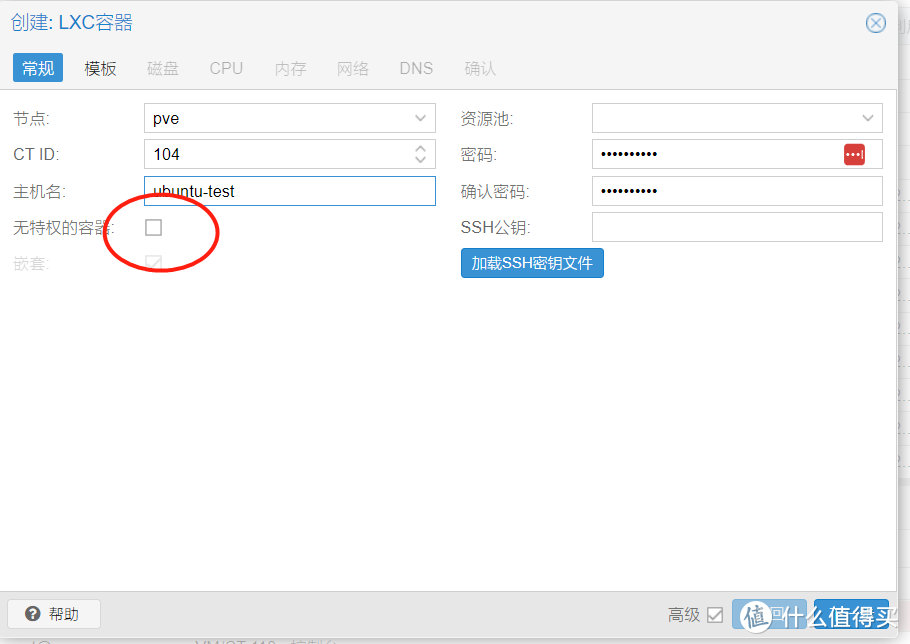 创建: LXC容器
常规 模板 磁盘 CPU 内存 网络 DNS 确认
节点: pve 资源池:
CT ID: 104 密码: ••••••••••
主机名: ubuntu-test 确认密码: ••••••••••
无特权的容器: SSH公钥:
嵌套: 加载SSH密钥文件
帮助 高级
值 什么值得买